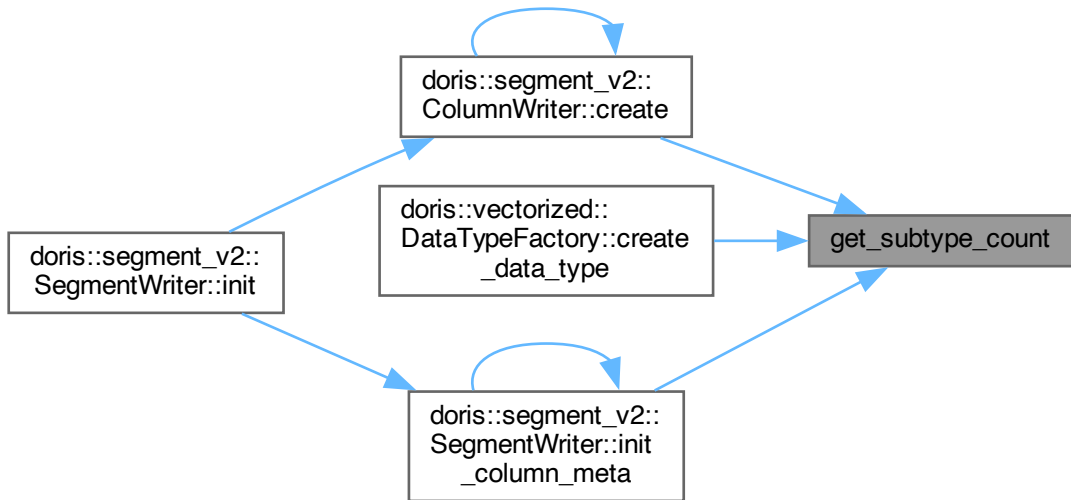 doris::segment_v2::
ColumnWriter::create
doris::vectorized::
DataTypeFactory::create
_data_type
get_subtype_count
doris::segment_v2::
SegmentWriter::init
doris::segment_v2::
SegmentWriter::init
_column_meta